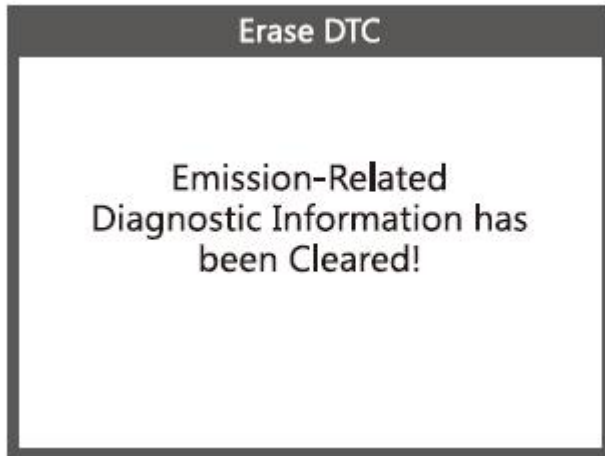 Erase DTC
Emission-Related
Diagnostic Information has
been Cleared!